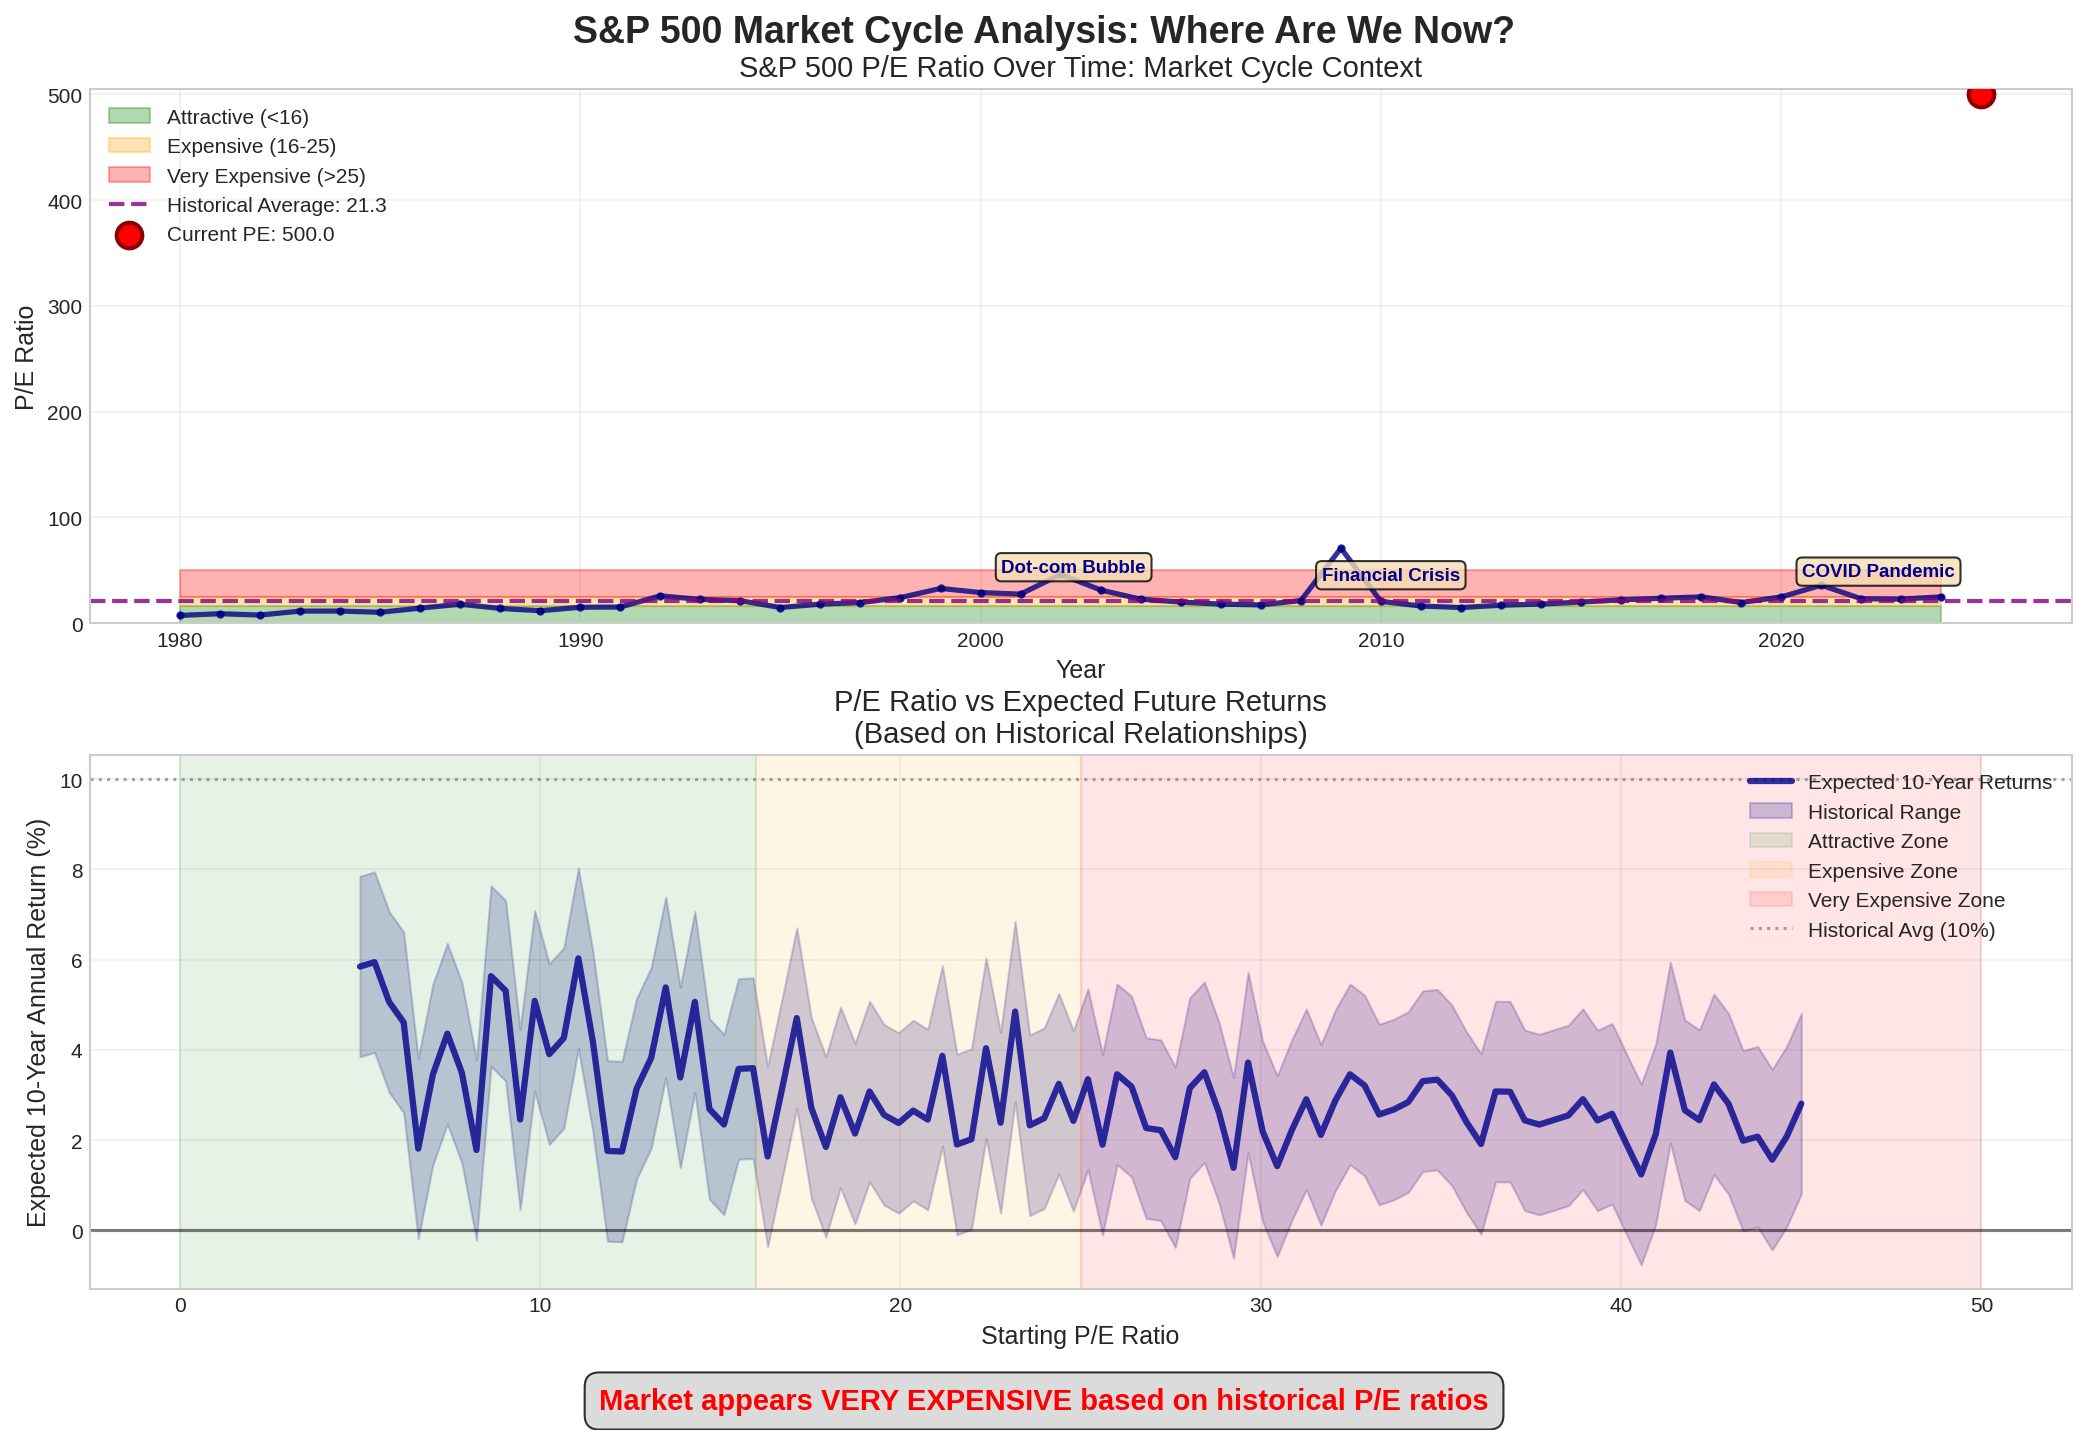 S&P 500 Market Cycle Analysis: Where Are We Now?
S&P 500 P/E Ratio Over Time: Market Cycle Context
P/E Ratio
500
400
300
200
100
0
Attractive (<16)
Expensive (16-25)
Very Expensive (>25)
Historical Average: 21.3
Current PE: 500.0
Dot-com Bubble
Financial Crisis
COVID Pandemic
1980
1990
2000
2010
2020
Year
P/E Ratio vs Expected Future Returns
(Based on Historical Relationships)
Expected 10-Year Annual Return (%)
10
8
6
4
2
0
Expected 10-Year Returns
Historical Range
Attractive Zone
Expensive Zone
Very Expensive Zone
Historical Avg (10%)
0
10
20
30
40
50
Starting P/E Ratio
Market appears VERY EXPENSIVE based on historical P/E ratios